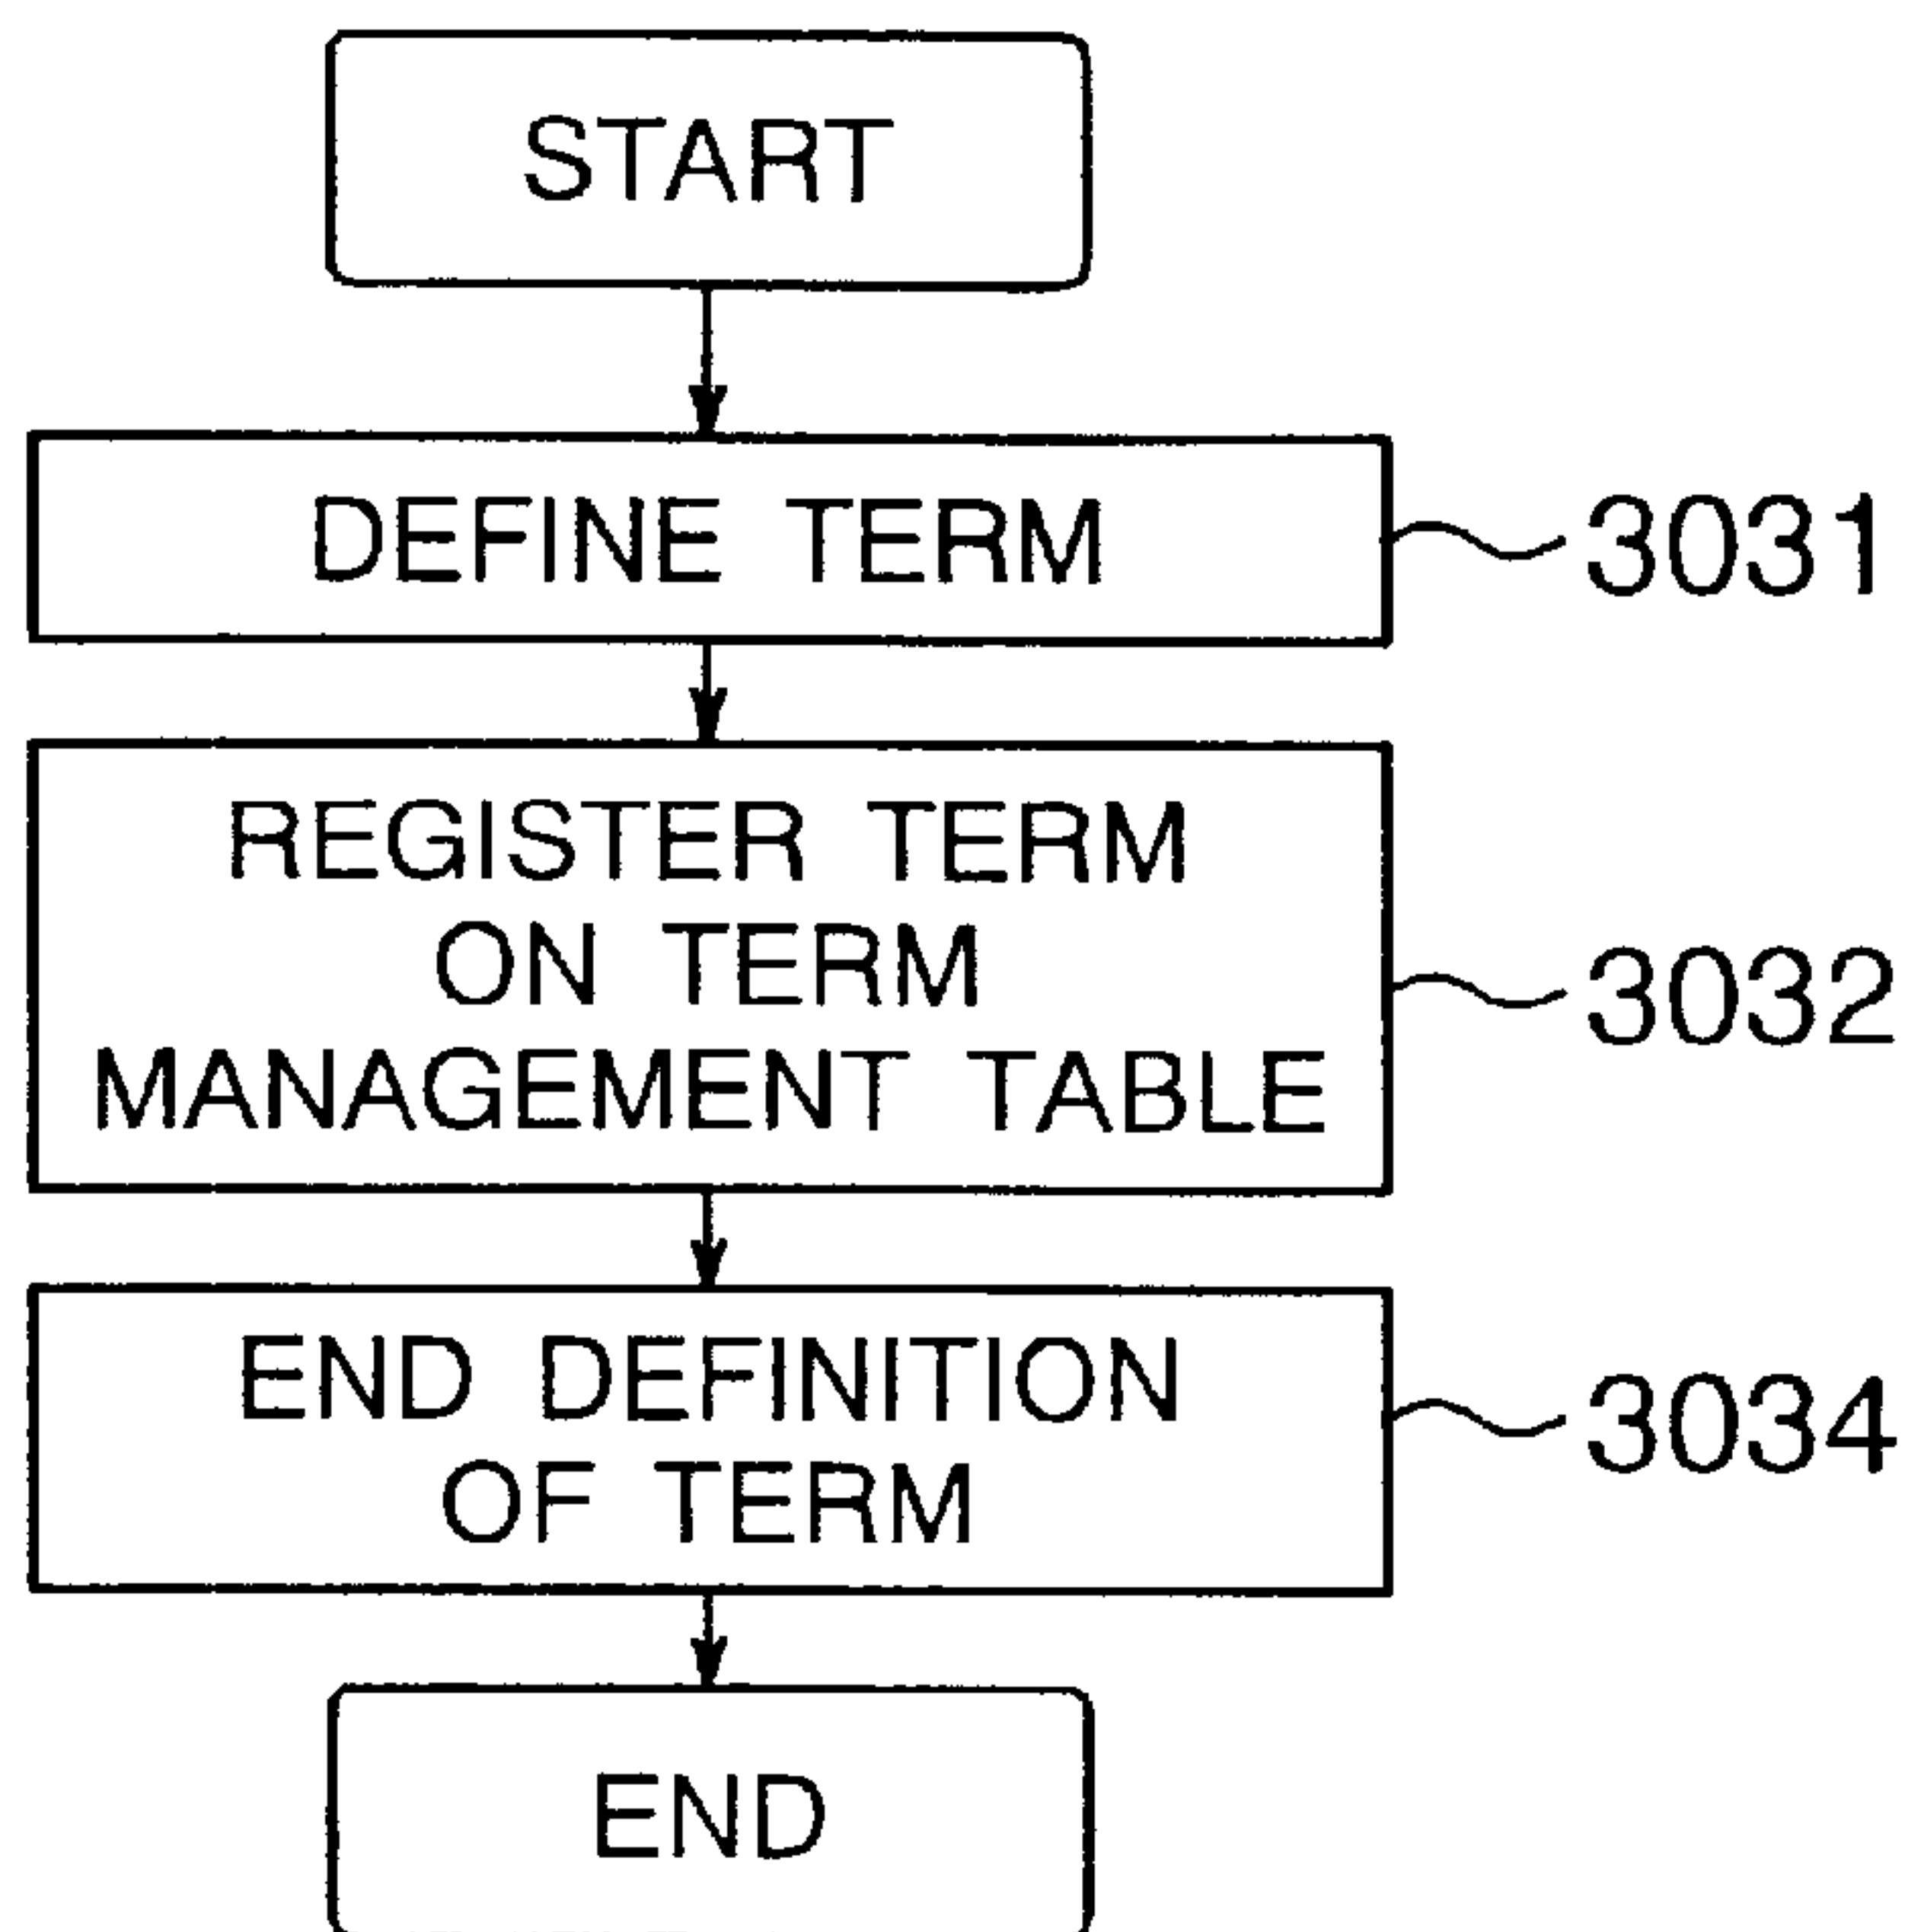 START
DEFINE TERM
3031
REGISTER TERM
ON TERM
MANAGEMENT TABLE
3032
END DEFINITION
OF TERM
3034
END